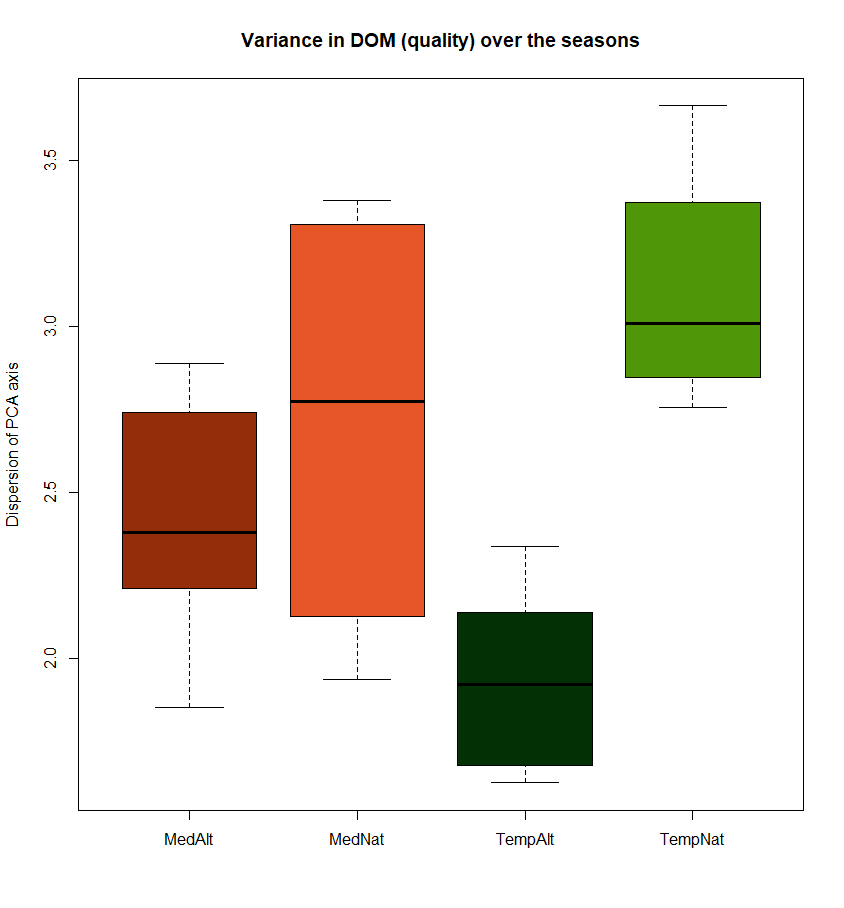 Variance in DOM (quality) over the seasons
Dispersion of PCA axis
3.5
3.0
2.5
2.0
MedAlt
MedNat
TempAlt
TempNat